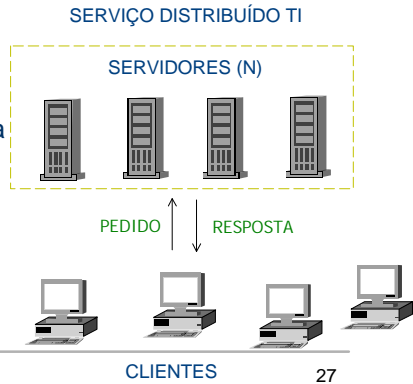 SERVIÇO DISTRIBUÍDO TI
SERVIDORES (N)
a
PEDIDO
RESPOSTA
CLIENTES
27